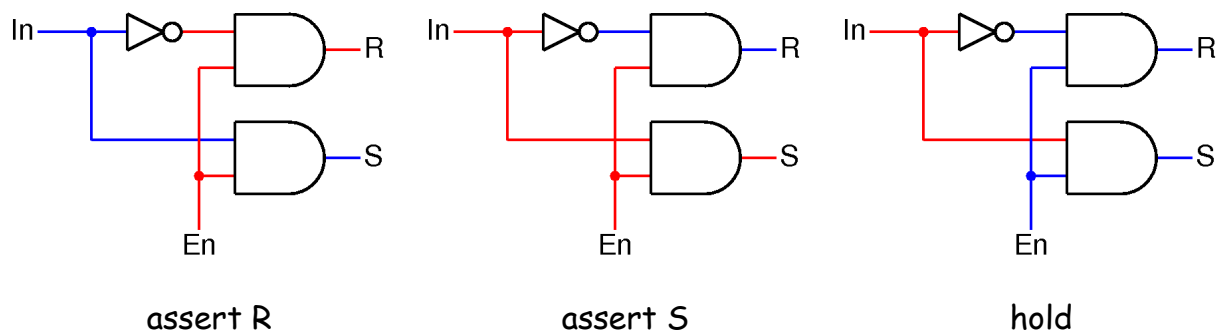 In R In R In R
S S S
En En En
assert R assert S hold